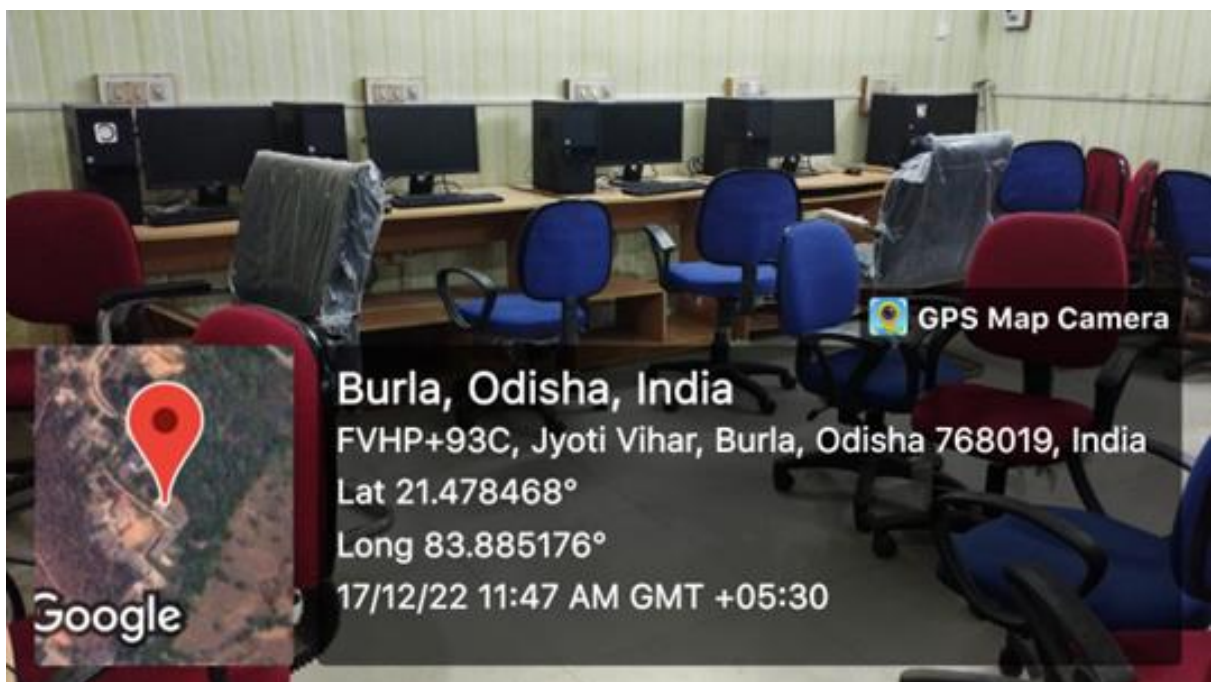 GPS Map Camera
Burla, Odisha, India
FVHP+93C, Jyoti Vihar, Burla, Odisha 768019, India
Lat 21.478468°
Long 83.885176°
17/12/22 11:47 AM GMT +05:30
Google